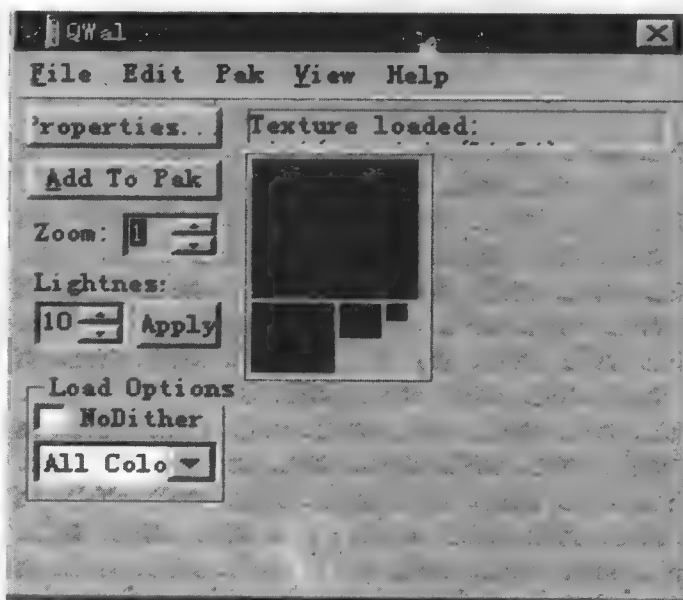 QWal
File Edit Pak View Help
Properties..
Texture loaded:
Add To Pak
Zoom: 1
Lightnes:
10 Apply
Load Options
NoDither
All Colo